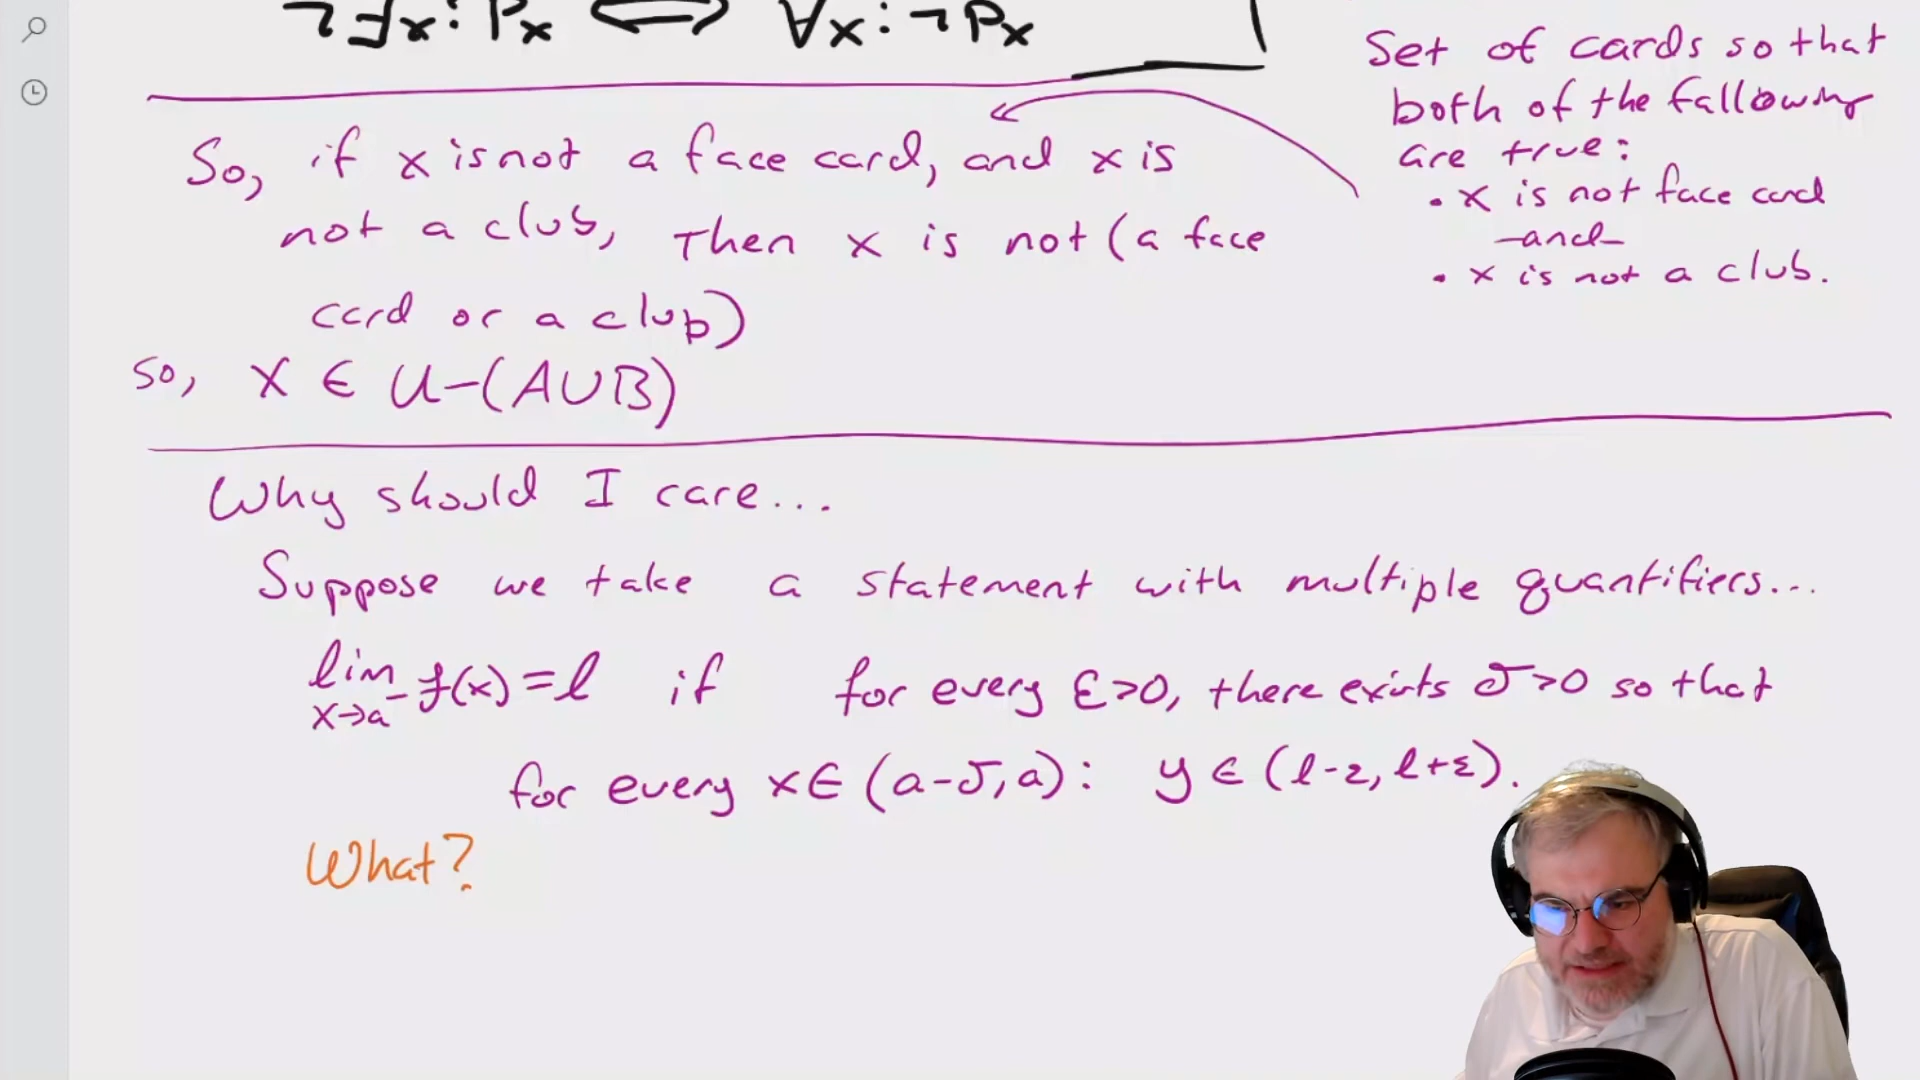 ¬∃x: Px ⟺ ∀x: ¬Px
Set of cards so that
both of the following
are true:
• x is not face card
-and-
• x is not a club.
So, if x is not a face card, and x is
not a club, Then x is not (a face
card or a club)
So, X ∈ U-(A∪B)
Why should I care...
Suppose we take a statement with multiple quantifiers...
lim x→a⁻ f(x) = l if for every ε>0, there exists δ>0 so that
for every x∈(a-δ, a): y ∈ (l-ε, l+ε).
What?